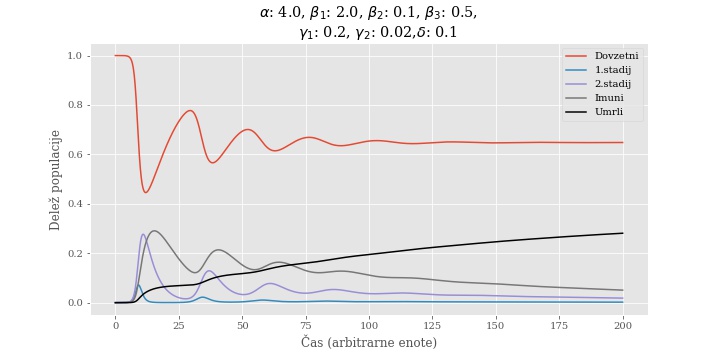 α: 4.0, β₁: 2.0, β₂: 0.1, β₃: 0.5,
γ₁: 0.2, γ₂: 0.02,δ: 0.1
Dovzetni
1.stadij
2.stadij
Imuni
Umrli
Delež populacije
1.0
0.8
0.6
0.4
0.2
0.0
0 25 50 75 100 125 150 175 200
Čas (arbitrarne enote)